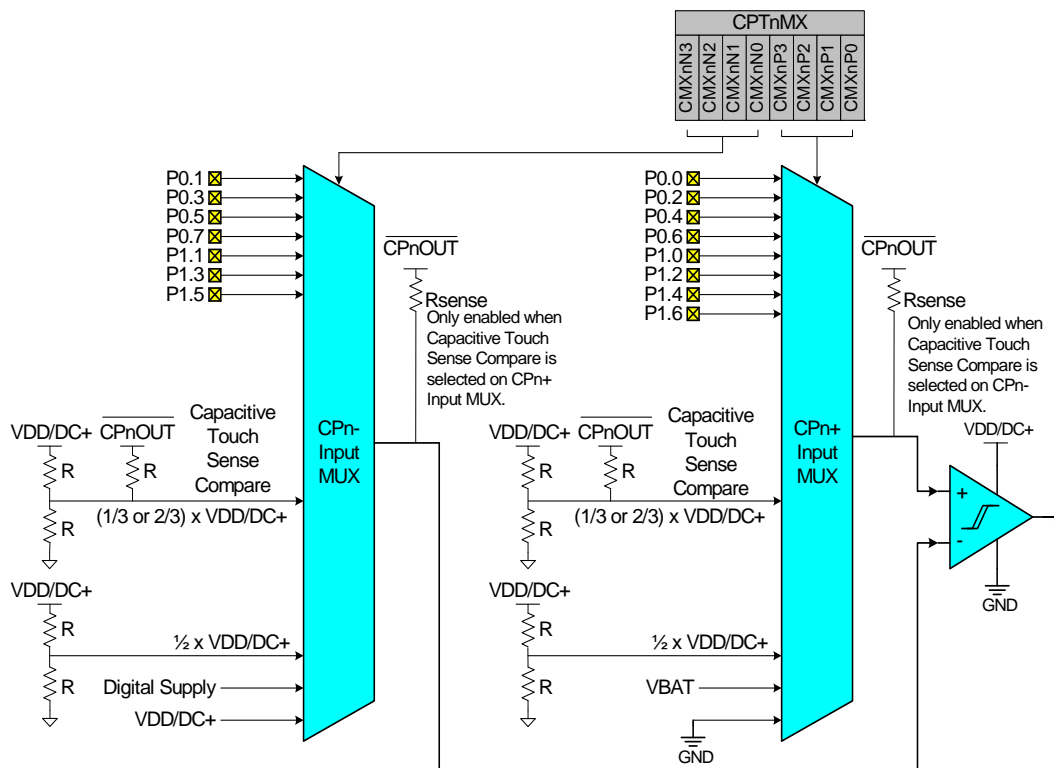 CPTnMX
CMXnN3
CMXnN2
CMXnN1
CMXnN0
CMXnP3
CMXnP2
CMXnP1
CMXnP0
P0.1
P0.3
P0.5
P0.7
P1.1
P1.3
P1.5
CPnOUT
Rsense
Only enabled when
Capacitive Touch
Sense Compare is
selected on CPn+
Input MUX.
VDD/DC+
CPnOUT
Capacitive
Touch
Sense
Compare
R
R
R
(1/3 or 2/3) x VDD/DC+
CPn-
Input
MUX
VDD/DC+
R
R
½ x VDD/DC+
Digital Supply
VDD/DC+
P0.0
P0.2
P0.4
P0.6
P1.0
P1.2
P1.4
P1.6
CPnOUT
Rsense
Only enabled when
Capacitive Touch
Sense Compare is
selected on CPn-
Input MUX.
VDD/DC+
CPnOUT
Capacitive
Touch
Sense
Compare
R
R
R
(1/3 or 2/3) x VDD/DC+
CPn+
Input
MUX
VDD/DC+
R
R
½ x VDD/DC+
VBAT
GND
VDD/DC+
+
-
GND